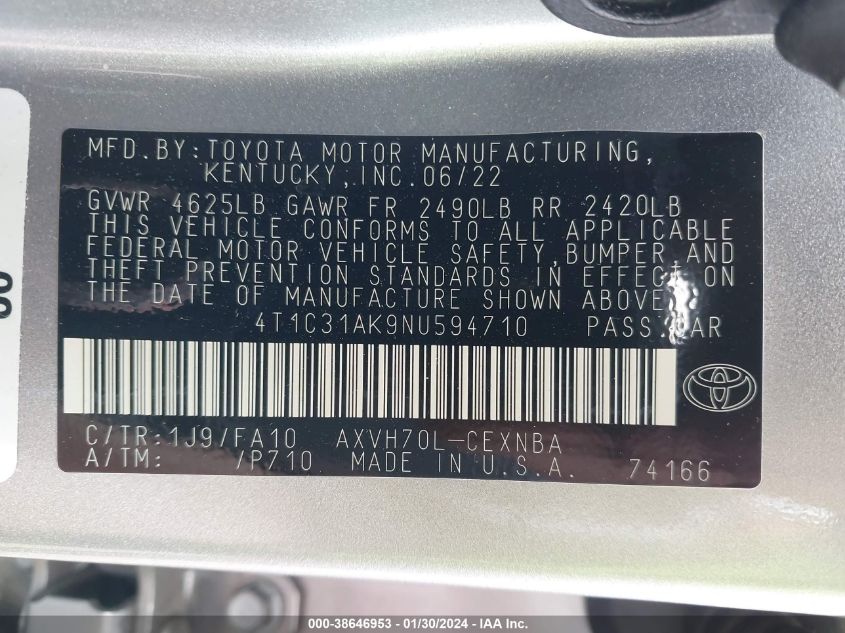 MFD.BY:TOYOTA MOTOR MANUFACTURING,
KENTUCKY,INC.06/22
GVWR 4625LB GAWR FR 2490LB RR 2420LB
THIS VEHICLE CONFORMS TO ALL APPLICABLE
FEDERAL MOTOR VEHICLE SAFETY,BUMPER,AND
THEFT PREVENTION STANDARDS IN EFFECT ON
THE DATE OF MANUFACTURE SHOWN ABOVE.
4T1C31AK9NU594710 PASS.CAR
C/TR:1J9/FA10 AXVH70L-CEXNBA
A/TM: /P710 MADE IN U.S.A. 74166
000-38646953 - 01/30/2024 - IAA Inc.